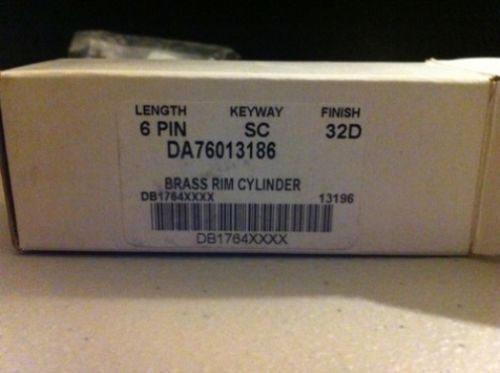 LENGTH KEYWAY FINISH
6 PIN SC 32D
DA76013186
BRASS RIM CYLINDER
DB1764XXXX 13196
DB1764XXXX